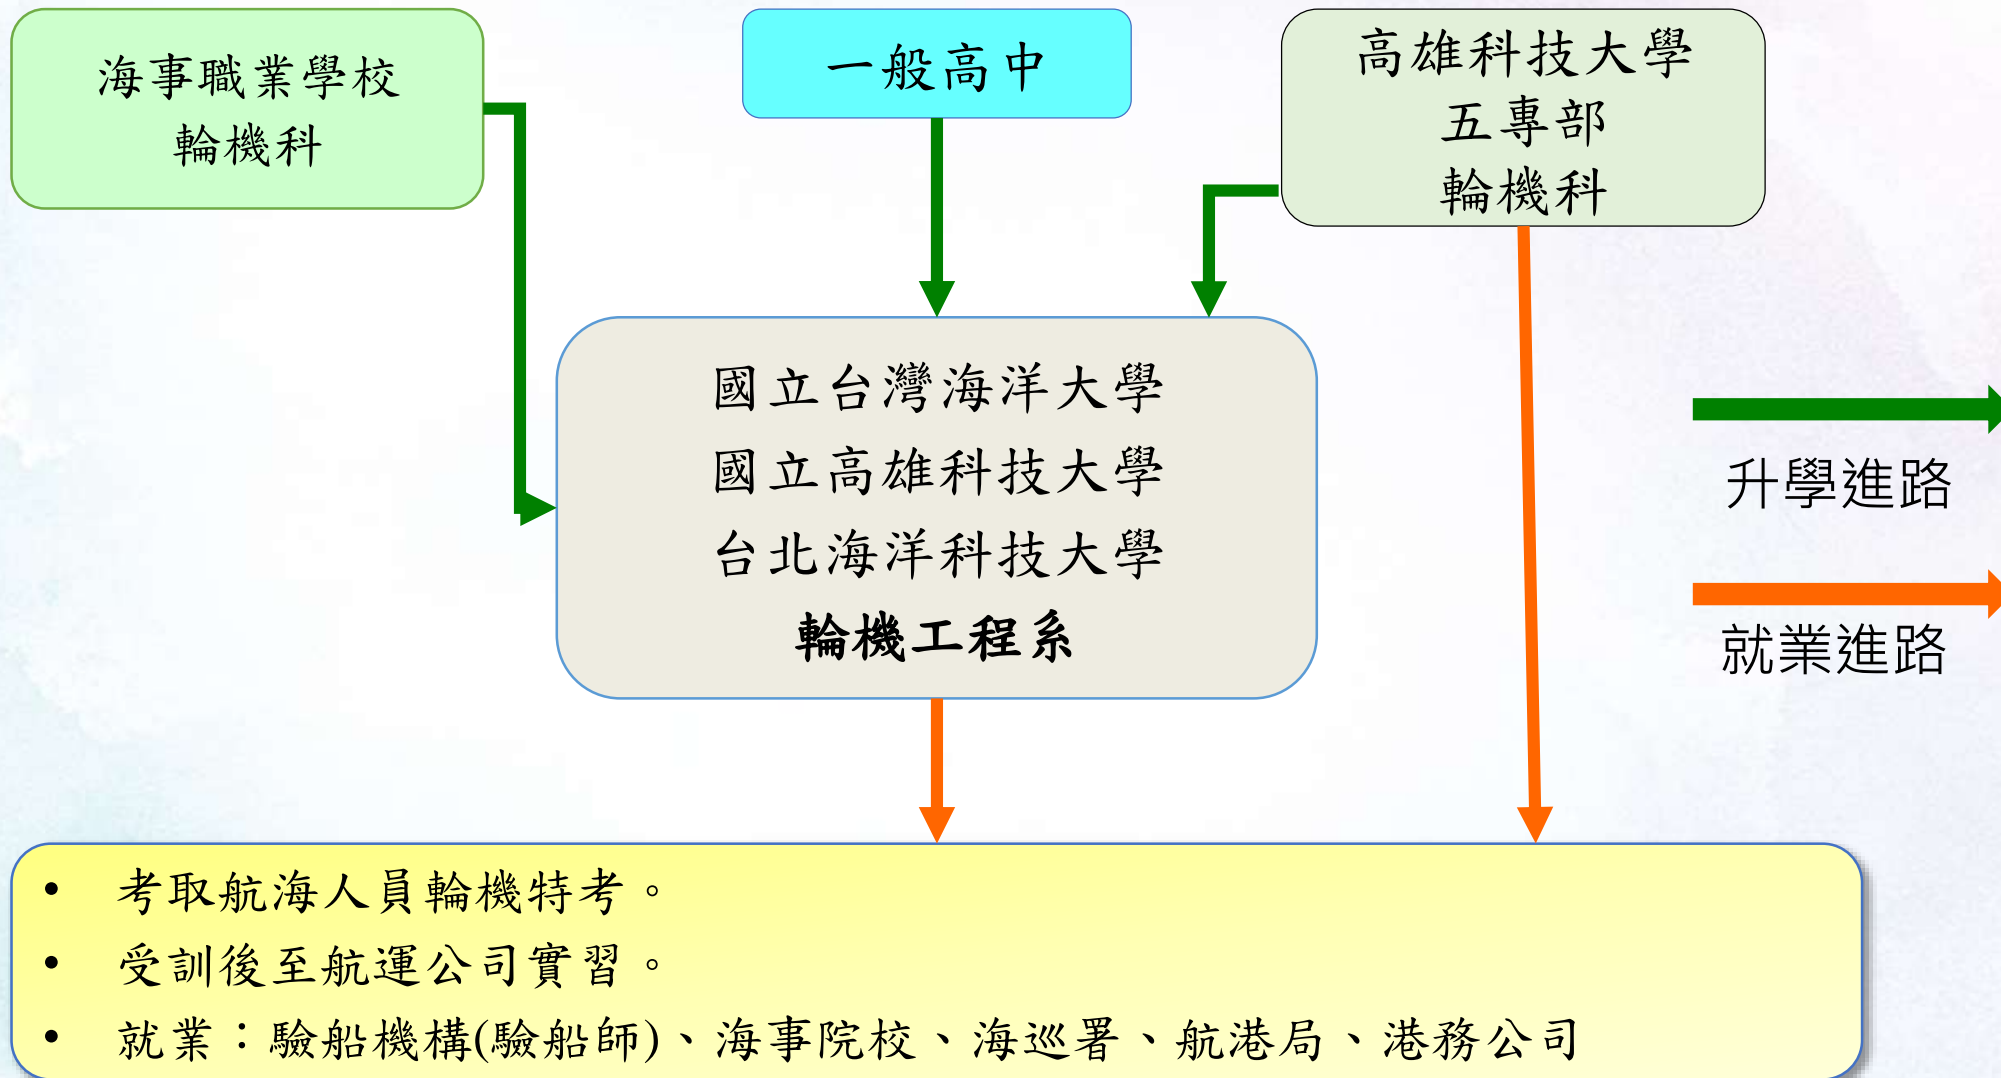 海事職業學校
輪機科
一般高中
高雄科技大學
五專部
輪機科
國立台灣海洋大學
國立高雄科技大學
台北海洋科技大學
輪機工程系
升學進路
就業進路
• 考取航海人員輪機特考。
• 受訓後至航運公司實習。
• 就業：驗船機構(驗船師)、海事院校、海巡署、航港局、港務公司